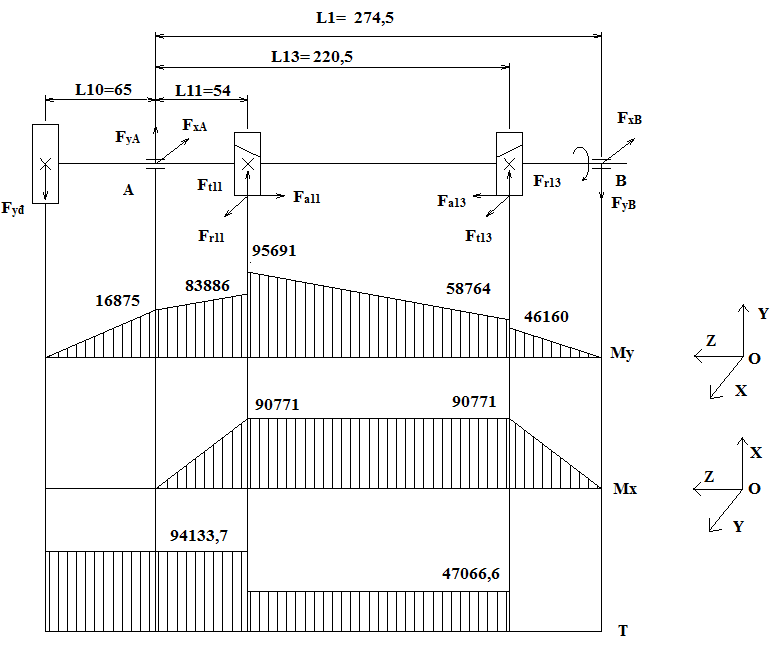 L1= 274,5
L13= 220,5
L10=65
L11=54
FyA
FxA
FxB
A
Ft11
Fa11
Fa13
Fr13
B
Fyđ
FyB
Fr11
Ft13
95691
16875
83886
58764
46160
My
Y
Z
O
X
90771
90771
Mx
X
Z
O
Y
94133,7
47066,6
T